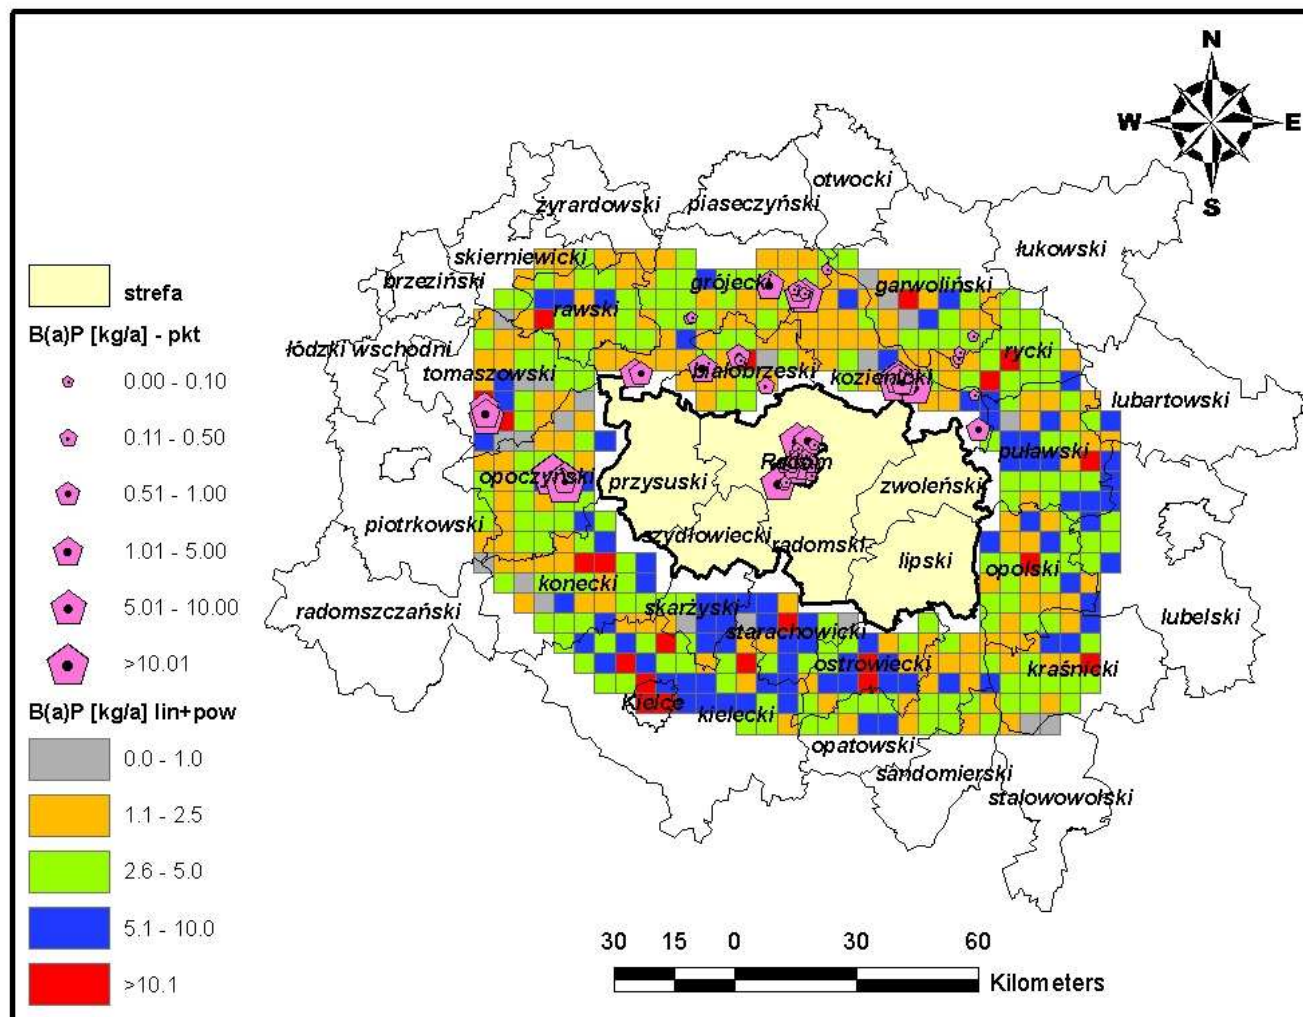 N
W
E
S
otwocki
żyrardowski
piaseczyński
łukowski
skierniewicki
brzeziński
grójecki
garwoliński
rawski
łódzki wschodni
tomaszowski
rycki
białobrzeski
kozienicki
lubartowski
puławski
Radom
opoczyński
przysuski
zwoleński
piotrkowski
szydłowiecki
radomski
lipski
opolski
konecki
radomszczański
skarżyski
lubelski
starachowicki
ostrowiecki
kraśnicki
Kielce
kielecki
opatowski
sandomierski
stalowowolski
strefa
B(a)P [kg/a] - pkt
0.00 - 0.10
0.11 - 0.50
0.51 - 1.00
1.01 - 5.00
5.01 - 10.00
>10.01
B(a)P [kg/a] lin+pow
0.0 - 1.0
1.1 - 2.5
2.6 - 5.0
5.1 - 10.0
>10.1
30 15 0 30 60
Kilometers